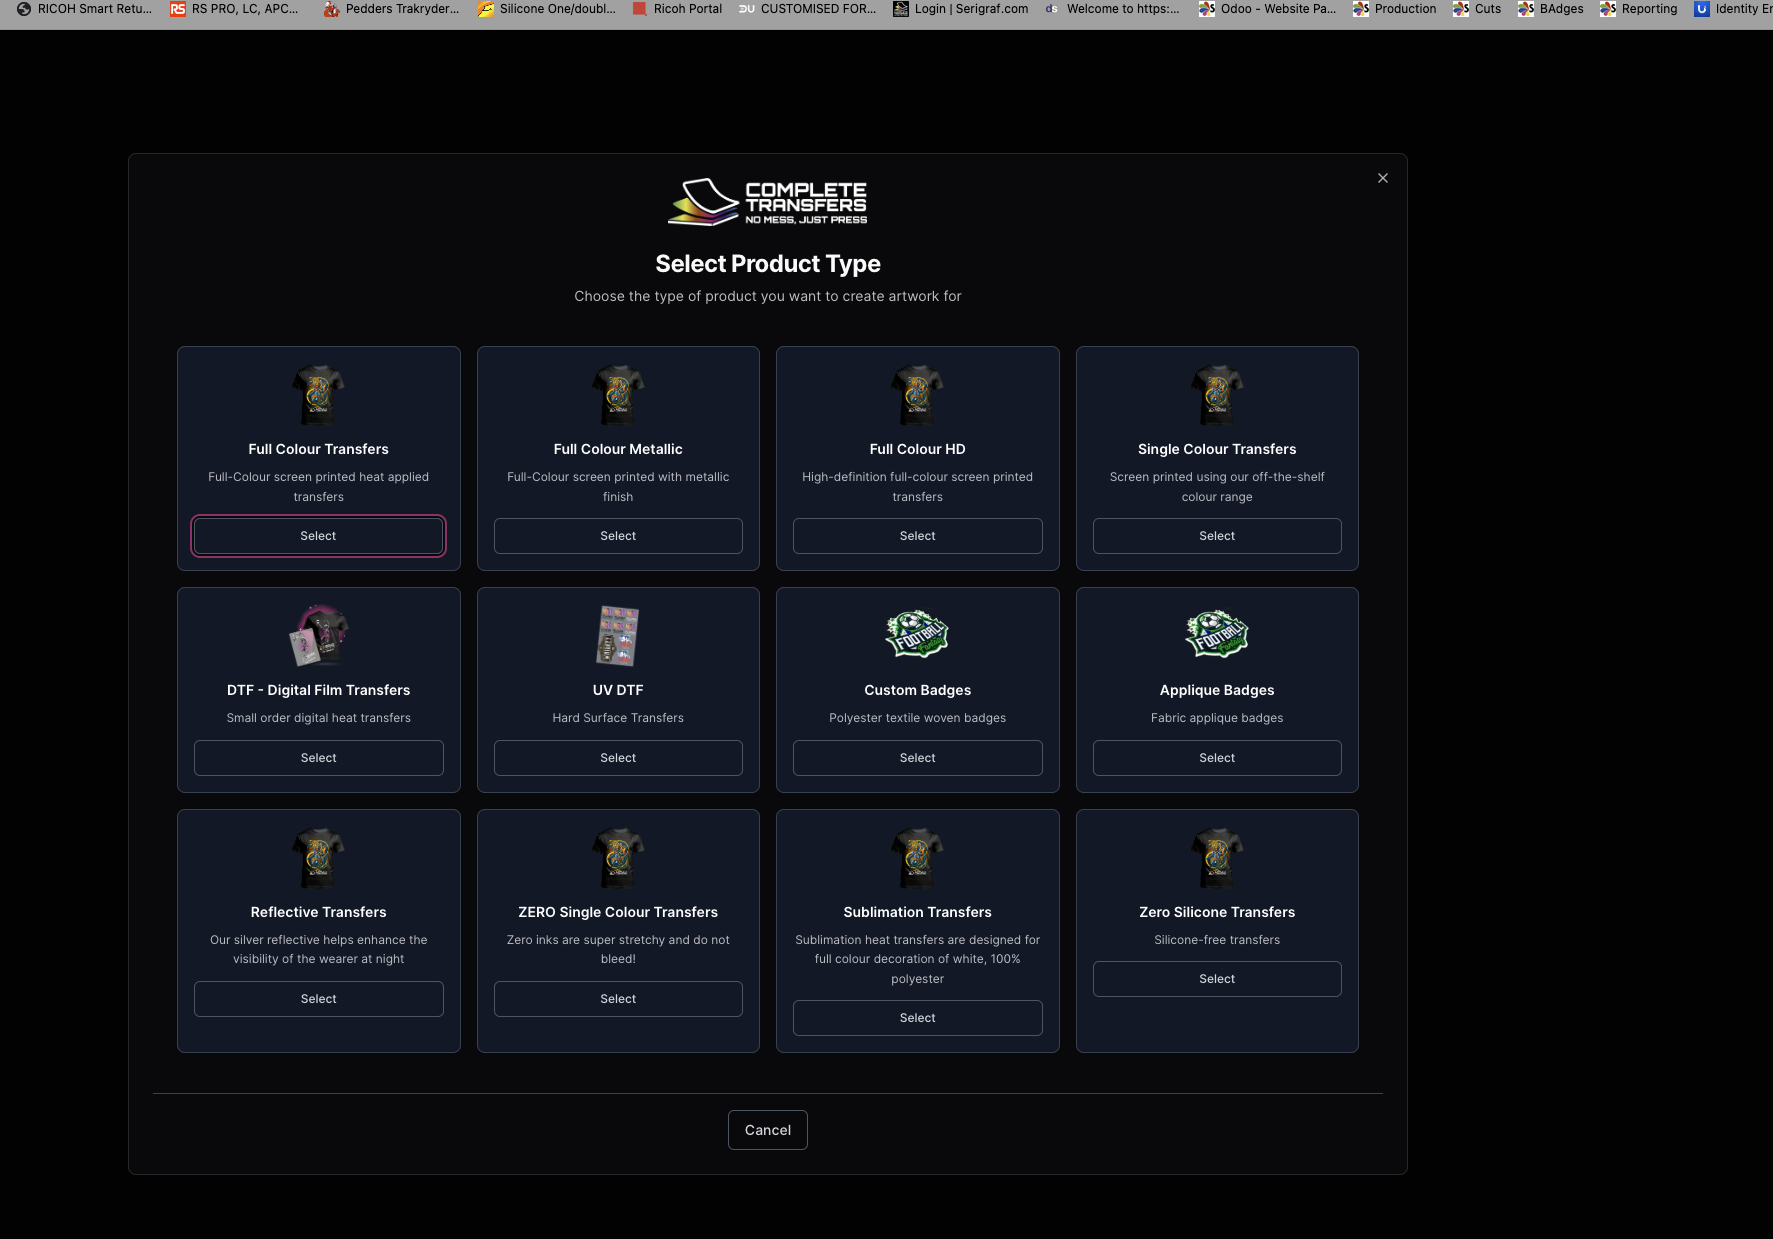 RICOH Smart Retu... RS PRO, LC, APC... Pedders Trakryder... Silicone One/doubl... Ricoh Portal DU CUSTOMISED FOR... Login | Serigraf.com ds Welcome to https:... Odoo - Website Pa... Production Cuts BAdges Reporting Identity En
COMPLETE
TRANSFERS
NO MESS, JUST PRESS
Select Product Type
Choose the type of product you want to create artwork for
Full Colour Transfers
Full-Colour screen printed heat applied
transfers
Select
Full Colour Metallic
Full-Colour screen printed with metallic
finish
Select
Full Colour HD
High-definition full-colour screen printed
transfers
Select
Single Colour Transfers
Screen printed using our off-the-shelf
colour range
Select
DTF - Digital Film Transfers
Small order digital heat transfers
Select
UV DTF
Hard Surface Transfers
Select
FOOTBALL
Fantasy
Custom Badges
Polyester textile woven badges
Select
FOOTBALL
Fantasy
Applique Badges
Fabric applique badges
Select
Reflective Transfers
Our silver reflective helps enhance the
visibility of the wearer at night
Select
ZERO Single Colour Transfers
Zero inks are super stretchy and do not
bleed!
Select
Sublimation Transfers
Sublimation heat transfers are designed for
full colour decoration of white, 100%
polyester
Select
Zero Silicone Transfers
Silicone-free transfers
Select
Cancel